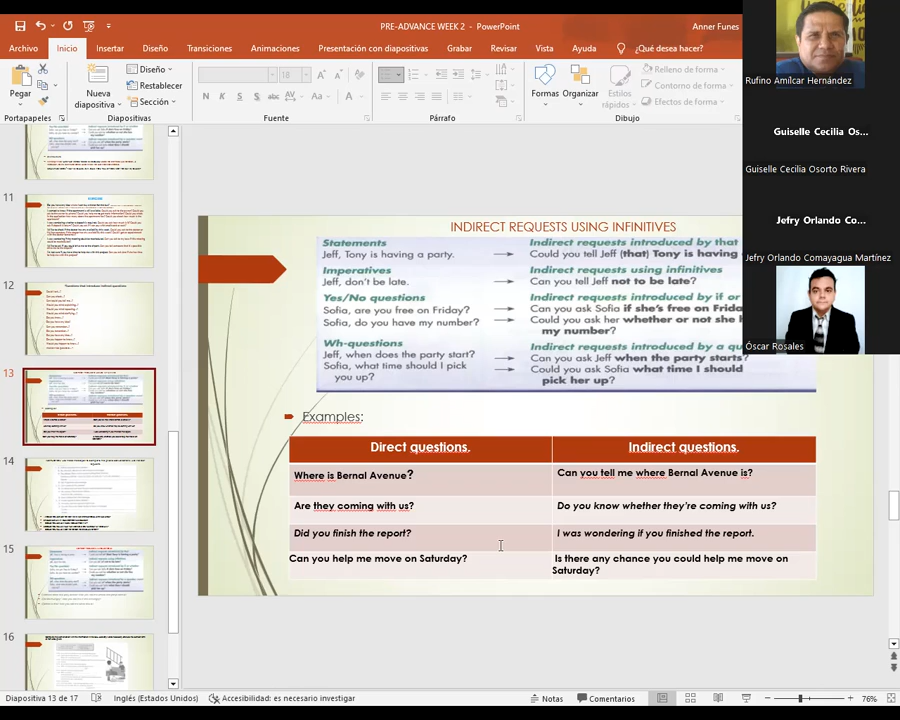 PRE-ADVANCE WEEK 2 - PowerPoint
Anner Funes
Archivo
Inicio
Insertar
Diseño
Transiciones
Animaciones
Presentación con diapositivas
Grabar
Revisar
Vista
Ayuda
¿Qué desea hacer?
Pegar
Nueva
diapositiva
Diseño
Restablecer
Sección
18
N K S S abc AV Aa A
Formas
Organizar
Estilos
rápidos
Relleno de forma
Contorno de forma
Efectos de forma
Portapapeles
Diapositivas
Fuente
Párrafo
Dibujo
Rufino Amílcar Hernández
Guiselle Cecilia Os...
Guiselle Cecilia Osorto Rivera
Jefry Orlando Co...
Jefry Orlando Comayagua Martínez
Óscar Rosales
11
12
13
14
15
16
INDIRECT REQUESTS USING INFINITIVES
Statements
Jeff, Tony is having a party.
Indirect requests introduced by that
Could you tell Jeff (that) Tony is having
Imperatives
Jeff, don't be late.
Indirect requests using infinitives
Can you tell Jeff not to be late?
Yes/No questions
Sofia, are you free on Friday?
Sofia, do you have my number?
Indirect requests introduced by if or
Can you ask Sofia if she's free on Frida
Could you ask her whether or not she
my number?
Wh-questions
Jeff, when does the party start?
Sofia, what time should I pick
you up?
Indirect requests introduced by a qu
Can you ask Jeff when the party starts?
Could you ask Sofia what time I should
pick her up?
Examples:
Direct questions.
Indirect questions.
Where is Bernal Avenue?
Can you tell me where Bernal Avenue is?
Are they coming with us?
Do you know whether they're coming with us?
Did you finish the report?
I was wondering if you finished the report.
Can you help me move on Saturday?
Is there any chance you could help me move on
Saturday?
Diapositiva 13 de 17
Inglés (Estados Unidos)
Accesibilidad: es necesario investigar
Notas
Comentarios
76%